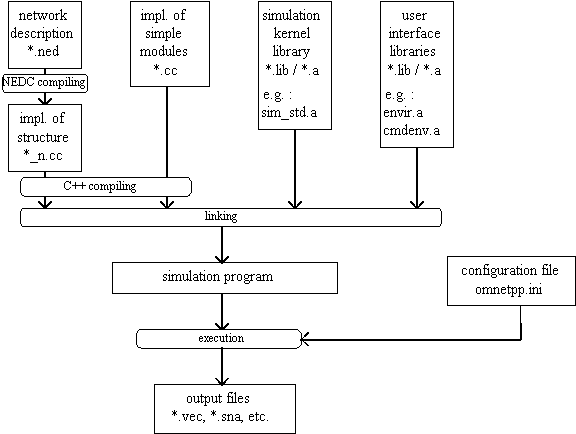 network
description
*.ned
impl. of
simple
modules
*.cc
simulation
kernel
library
*.lib / *.a
e.g. :
sim_std.a
user
interface
libraries
*.lib / *.a
e.g. :
envir.a
cmdenv.a
NEDC compiling
impl. of
structure
*_n.cc
C++ compiling
linking
simulation program
configuration file
omnetpp.ini
execution
output files
*.vec, *.sna, etc.